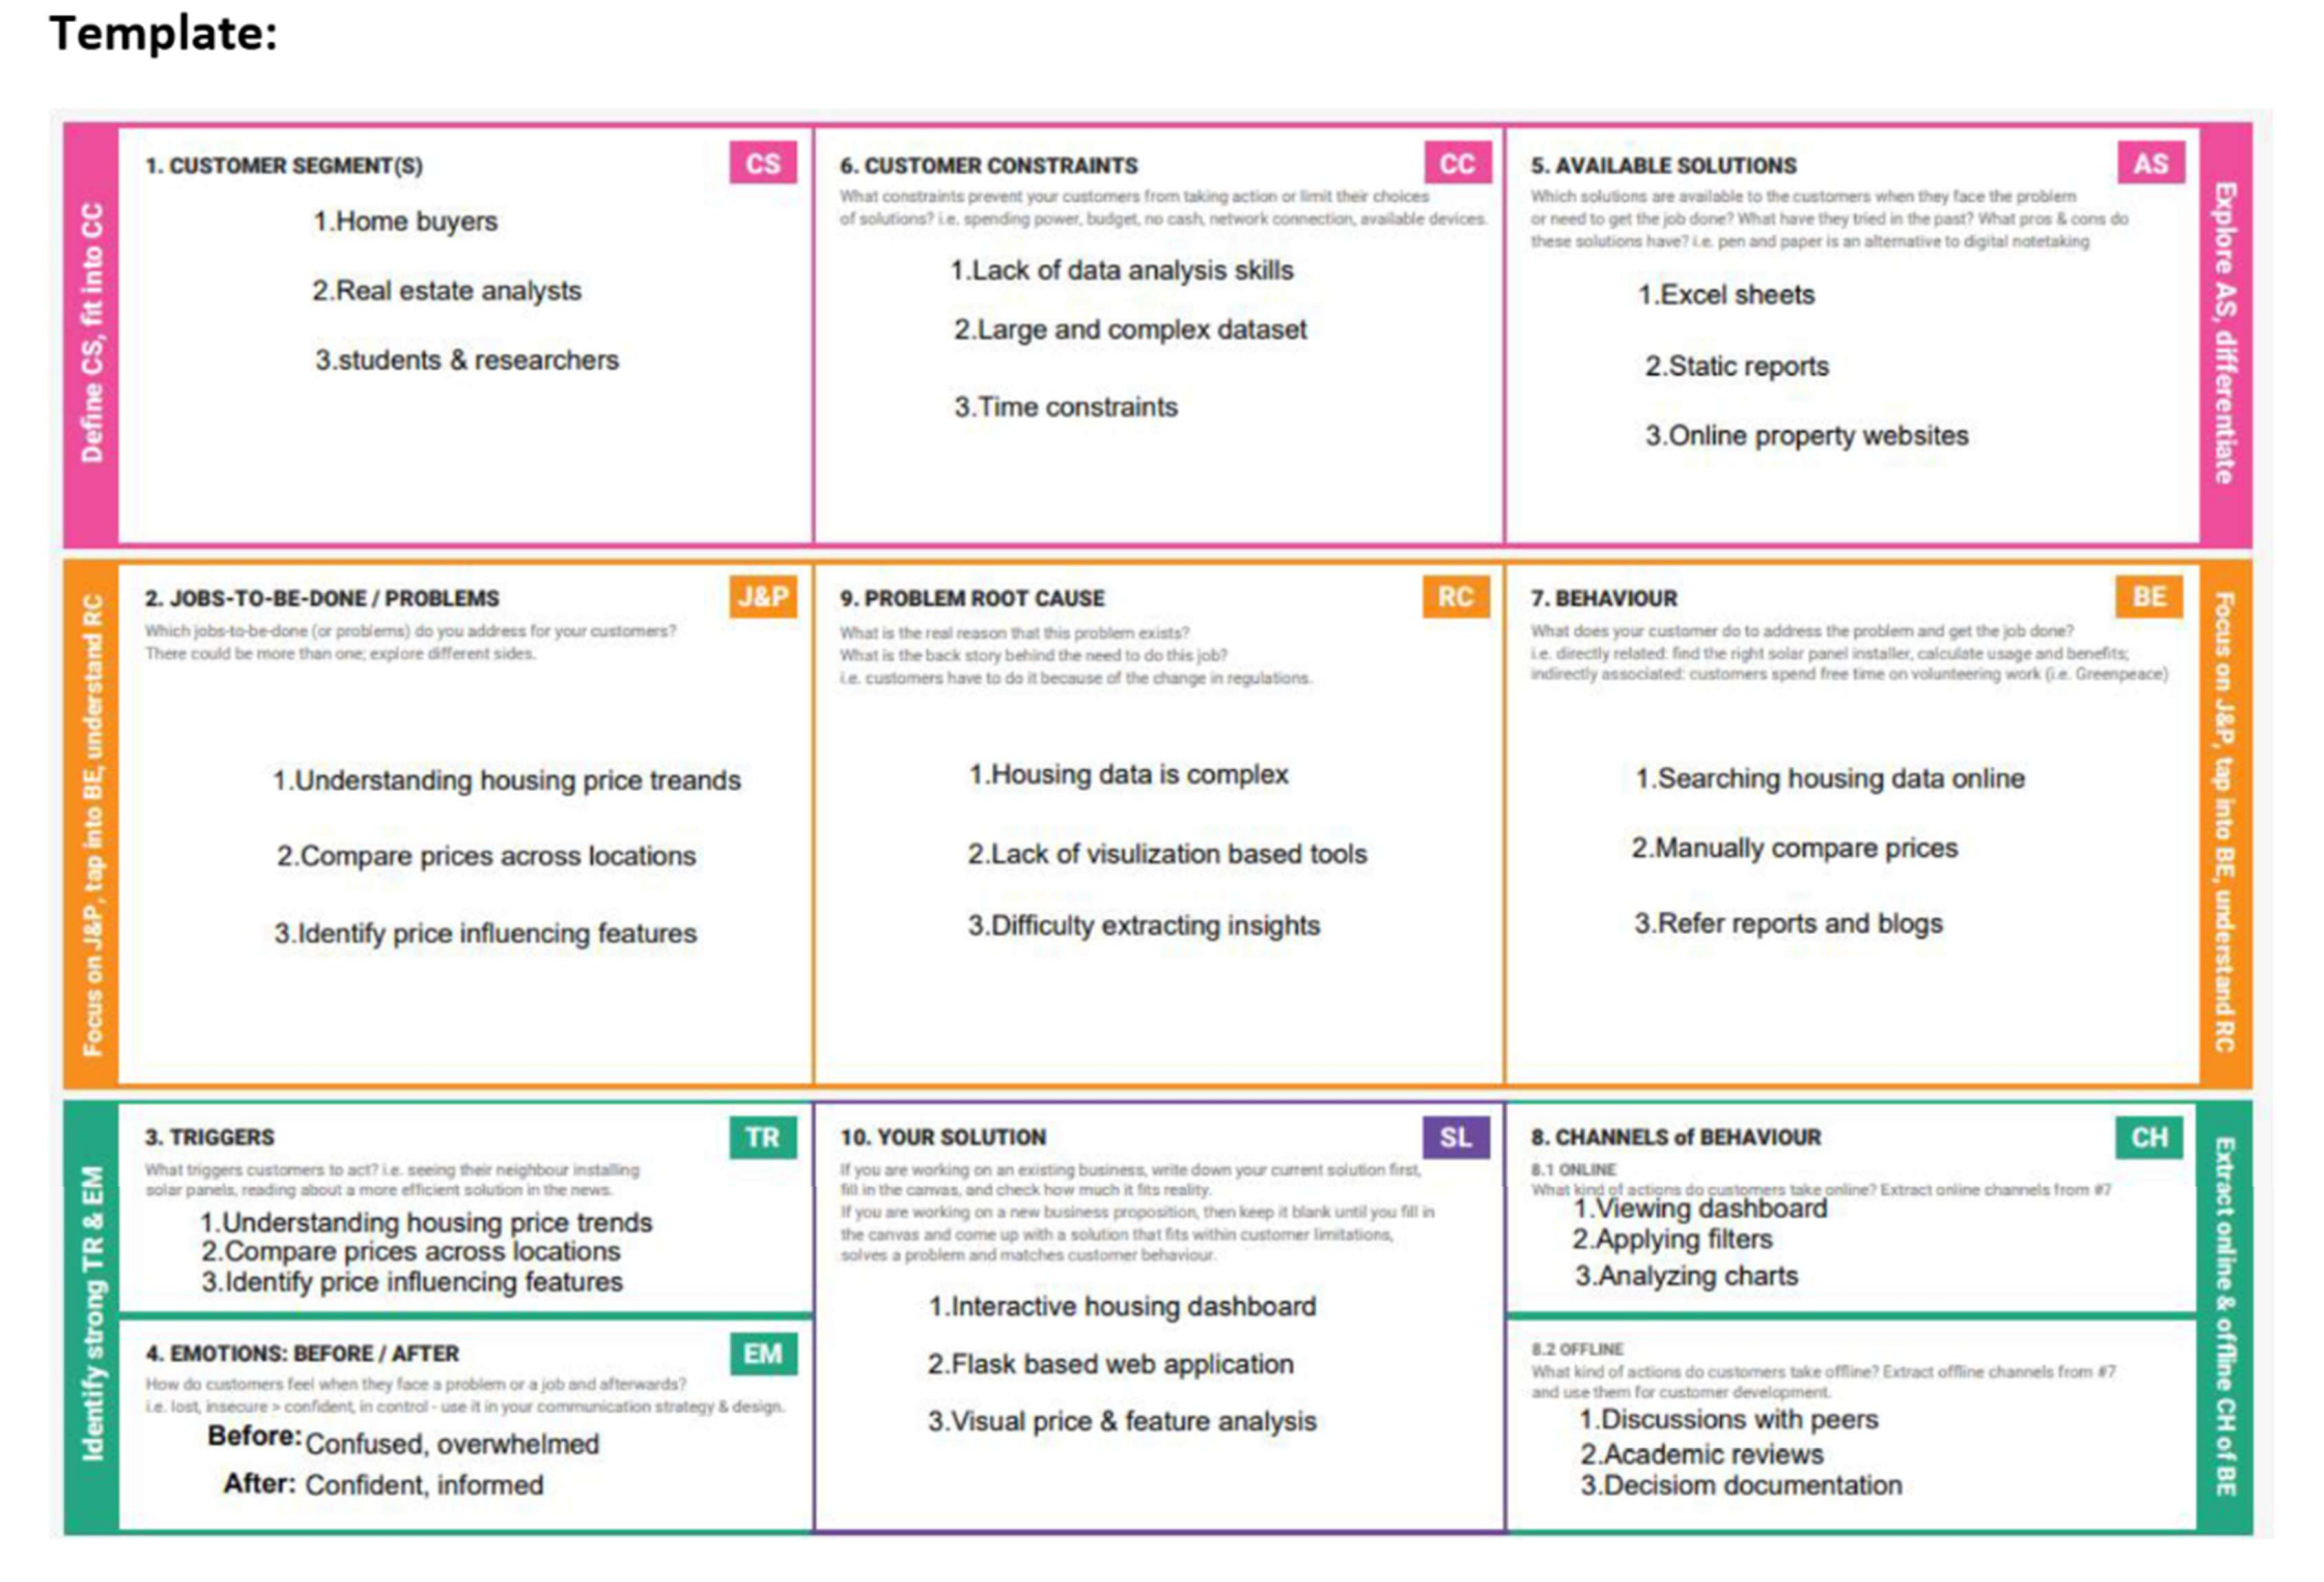 Template:
Define CS, fit into CC
1. CUSTOMER SEGMENT(S)
CS
1.Home buyers
2.Real estate analysts
3.students & researchers
6. CUSTOMER CONSTRAINTS
CC
What constraints prevent your customers from taking action or limit their choices
of solutions? i.e. spending power, budget, no cash, network connection, available devices.
1.Lack of data analysis skills
2.Large and complex dataset
3.Time constraints
5. AVAILABLE SOLUTIONS
AS
Which solutions are available to the customers when they face the problem
or need to get the job done? What have they tried in the past? What pros & cons do
these solutions have? i.e. pen and paper is an alternative to digital notetaking
1.Excel sheets
2.Static reports
3.Online property websites
Explore AS, differentiate
Focus on J&P, tap into BE, understand RC
2. JOBS-TO-BE-DONE / PROBLEMS
J&P
Which jobs-to-be-done (or problems) do you address for your customers?
There could be more than one; explore different sides.
1.Understanding housing price treands
2.Compare prices across locations
3.Identify price influencing features
9. PROBLEM ROOT CAUSE
RC
What is the real reason that this problem exists?
What is the back story behind the need to do this job?
i.e. customers have to do it because of the change in regulations.
1.Housing data is complex
2.Lack of visulization based tools
3.Difficulty extracting insights
7. BEHAVIOUR
BE
What does your customer do to address the problem and get the job done?
i.e. directly related: find the right solar panel installer, calculate usage and benefits;
indirectly associated: customers spend free time on volunteering work (i.e. Greenpeace)
1.Searching housing data online
2.Manually compare prices
3.Refer reports and blogs
Focus on J&P, tap into BE, understand RC
Identify strong TR & EM
3. TRIGGERS
TR
What triggers customers to act? i.e. seeing their neighbour installing
solar panels, reading about a more efficient solution in the news.
1.Understanding housing price trends
2.Compare prices across locations
3.Identify price influencing features
4. EMOTIONS: BEFORE / AFTER
EM
How do customers feel when they face a problem or a job and afterwards?
i.e. lost, insecure > confident, in control - use it in your communication strategy & design.
Before: Confused, overwhelmed
After: Confident, informed
10. YOUR SOLUTION
SL
If you are working on an existing business, write down your current solution first,
fill in the canvas, and check how much it fits reality.
If you are working on a new business proposition, then keep it blank until you fill in
the canvas and come up with a solution that fits within customer limitations,
solves a problem and matches customer behaviour.
1.Interactive housing dashboard
2.Flask based web application
3.Visual price & feature analysis
8. CHANNELS of BEHAVIOUR
CH
8.1 ONLINE
What kind of actions do customers take online? Extract online channels from #7
1.Viewing dashboard
2.Applying filters
3.Analyzing charts
8.2 OFFLINE
What kind of actions do customers take offline? Extract offline channels from #7
and use them for customer development.
1.Discussions with peers
2.Academic reviews
3.Decisiom documentation
Extract online & offline CH of BE